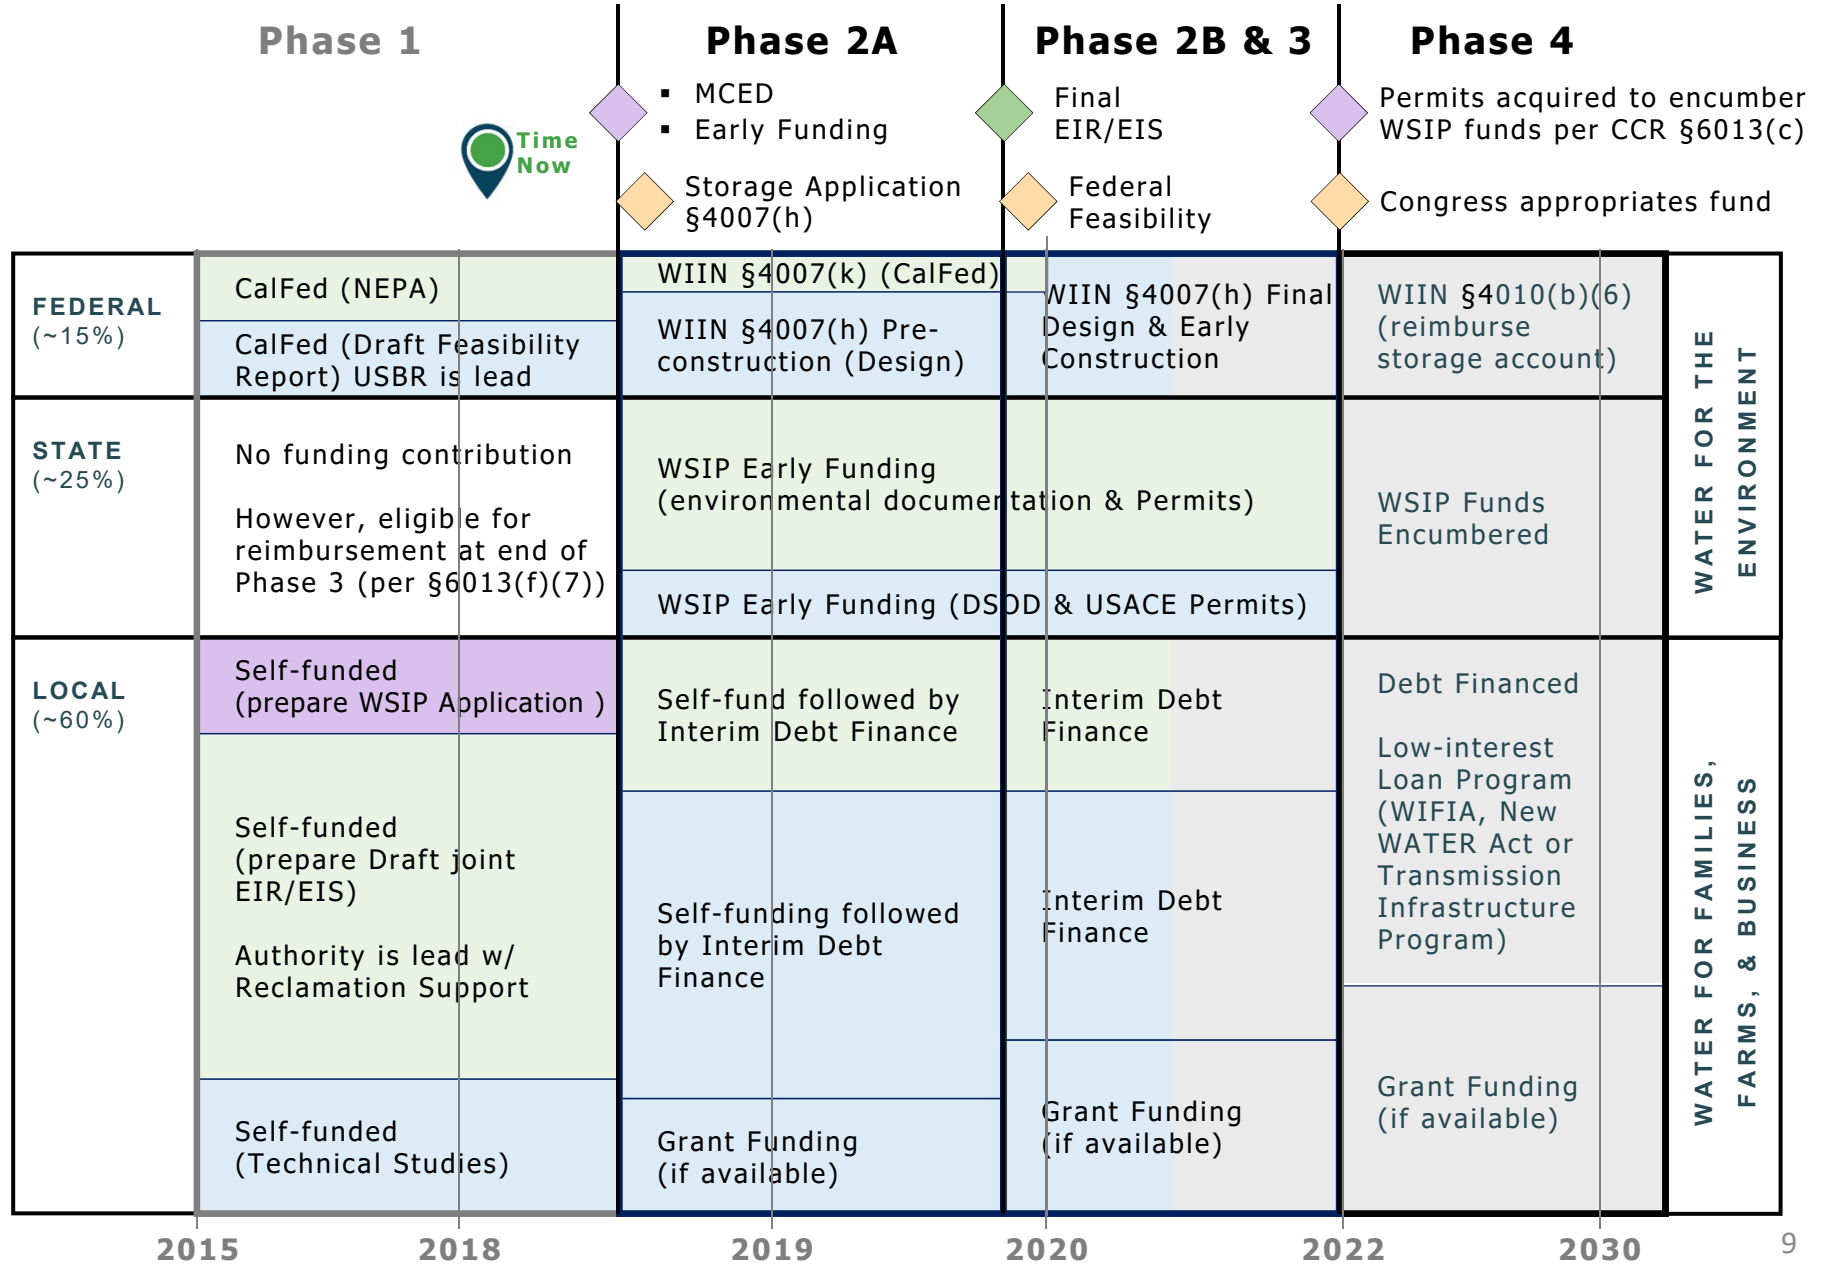 Phase 1
Phase 2A
Phase 2B & 3
Phase 4
Time
Now
▪ MCED
▪ Early Funding
Final
EIR/EIS
Permits acquired to encumber
WSIP funds per CCR §6013(c)
Storage Application
§4007(h)
Federal
Feasibility
Congress appropriates fund
FEDERAL
(~15%)
CalFed (NEPA)
CalFed (Draft Feasibility
Report) USBR is lead
WIIN §4007(k) (CalFed)
WIIN §4007(h) Pre-
construction (Design)
WIIN §4007(h) Final
Design & Early
Construction
WIIN §4010(b)(6)
(reimburse
storage account)
STATE
(~25%)
No funding contribution
However, eligible for
reimbursement at end of
Phase 3 (per §6013(f)(7))
WSIP Early Funding
(environmental documentation & Permits)
WSIP Early Funding (DSOD & USACE Permits)
WSIP Funds
Encumbered
WATER FOR THE
ENVIRONMENT
LOCAL
(~60%)
Self-funded
(prepare WSIP Application )
Self-funded
(prepare Draft joint
EIR/EIS)
Authority is lead w/
Reclamation Support
Self-funded
(Technical Studies)
Self-fund followed by
Interim Debt Finance
Self-funding followed
by Interim Debt
Finance
Grant Funding
(if available)
Interim Debt
Finance
Interim Debt
Finance
Grant Funding
(if available)
Debt Financed
Low-interest
Loan Program
(WIFIA, New
WATER Act or
Transmission
Infrastructure
Program)
Grant Funding
(if available)
WATER FOR FAMILIES,
FARMS, & BUSINESS
2015
2018
2019
2020
2022
2030
9